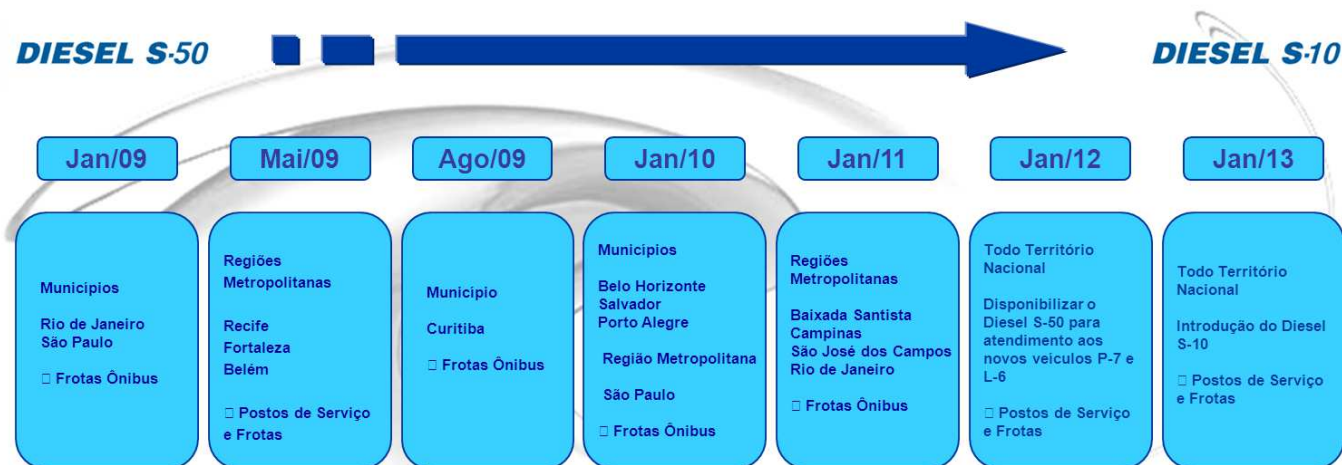 DIESEL S-50
DIESEL S-10
Jan/09
Mai/09
Ago/09
Jan/10
Jan/11
Jan/12
Jan/13
Municípios
Rio de Janeiro
São Paulo
□ Frotas Ônibus
Regiões
Metropolitanas
Recife
Fortaleza
Belém
□ Postos de Serviço
e Frotas
Município
Curitiba
□ Frotas Ônibus
Municípios
Belo Horizonte
Salvador
Porto Alegre
Região Metropolitana
São Paulo
□ Frotas Ônibus
Regiões
Metropolitanas
Baixada Santista
Campinas
São José dos Campos
Rio de Janeiro
□ Frotas Ônibus
Todo Território
Nacional
Disponibilizar o
Diesel S-50 para
atendimento aos
novos veiculos P-7 e
L-6
□ Postos de Serviço
e Frotas
Todo Território
Nacional
Introdução do Diesel
S-10
□ Postos de Serviço
e Frotas